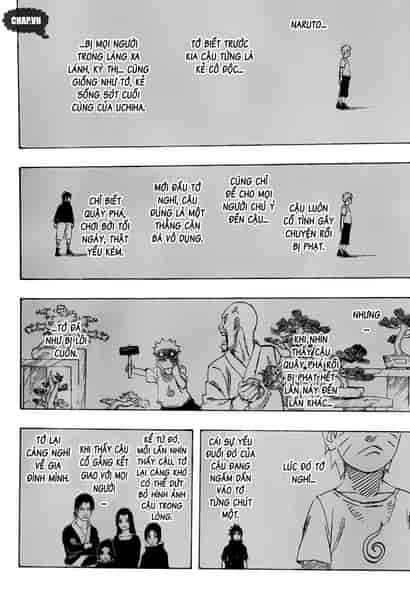 CHAP.VN
NARUTO...
TỚ BIẾT TRƯỚC
KIA CẬU TỪNG LÀ
KẺ CÔ ĐỘC...
...BỊ MỌI NGƯỜI
TRONG LÀNG XA
LÁNH, KỲ THỊ... CŨNG
GIỐNG NHƯ TỚ, KẺ
SỐNG SÓT CUỐI
CÙNG CỦA UCHIHA.
CẬU LUÔN
CỐ TÌNH GÂY
CHUYỆN RỒI
BỊ PHẠT.
CŨNG CHỈ
ĐỂ CHO MỌI
NGƯỜI CHÚ Ý
ĐẾN CẬU...
MỚI ĐẦU TỚ
NGHĨ, CẬU
ĐÚNG LÀ MỘT
THẰNG CĂN
BÃ VÔ DỤNG.
CHỈ BIẾT
QUẬY PHÁ,
CHƠI BỜI TỐI
NGÀY, THẬT
YẾU KÉM.
NHƯNG
...
KHI NHÌN
THẤY CẬU
QUẬY PHÁ RỒI
BỊ PHẠT HẾT
LẦN NÀY ĐẾN
LẦN KHÁC...
...TỚ ĐÃ
NHƯ BỊ LÔI
CUỐN.
LÚC ĐÓ TỚ
NGHĨ...
CÁI SỰ YẾU
ĐUỐI ĐÓ CỦA
CẬU ĐANG
NGẤM DẦN
VÀO TỚ
TỪNG CHÚT
MỘT.
KỂ TỪ ĐÓ,
MỖI LẦN NHÌN
THẤY CẬU, TỚ
LẠI CÀNG KHÓ
CÓ THỂ DỨT
BỎ HÌNH ẢNH
CẬU TRONG
LÒNG.
KHI THẤY CẬU
CỐ GẮNG KẾT
GIAO VỚI MỌI
NGƯỜI
...
TỚ LẠI
CÀNG NGHĨ
VỀ GIA
ĐÌNH MÌNH.